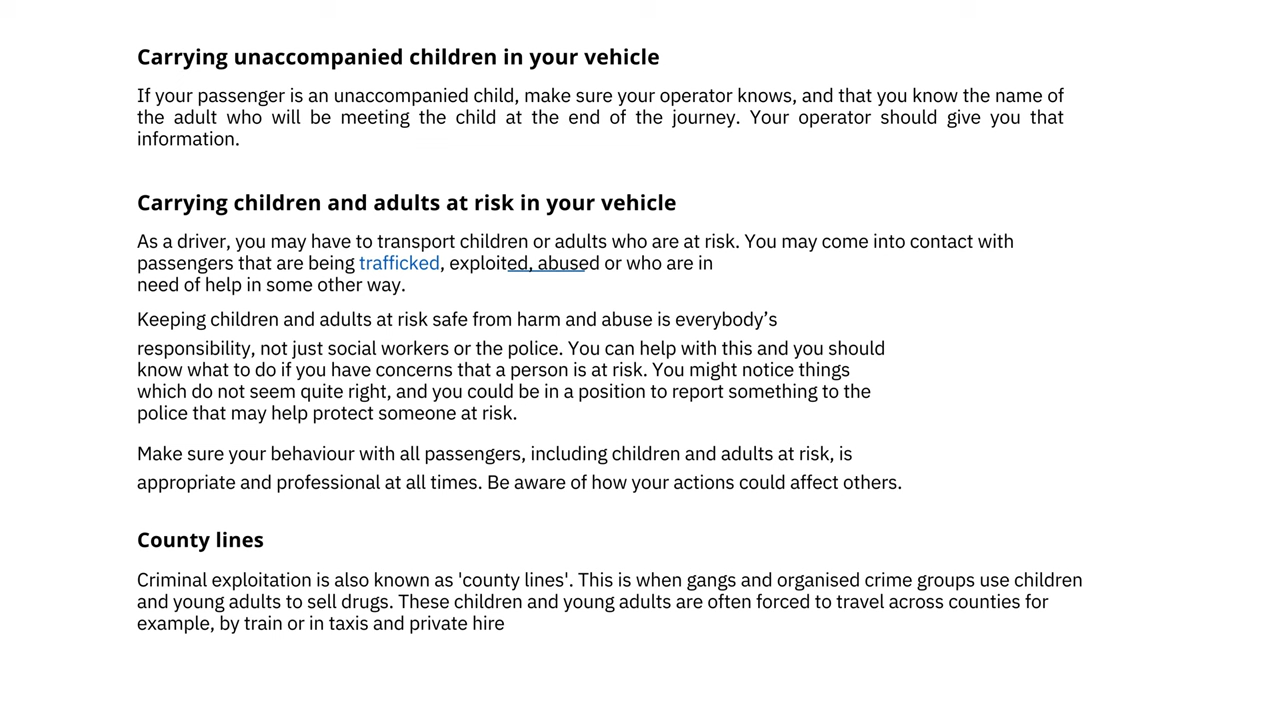 Carrying unaccompanied children in your vehicle
If your passenger is an unaccompanied child, make sure your operator knows, and that you know the name of
the adult who will be meeting the child at the end of the journey. Your operator should give you that
information.
Carrying children and adults at risk in your vehicle
As a driver, you may have to transport children or adults who are at risk. You may come into contact with
passengers that are being trafficked, exploited, abused or who are in
need of help in some other way.
Keeping children and adults at risk safe from harm and abuse is everybody’s
responsibility, not just social workers or the police. You can help with this and you should
know what to do if you have concerns that a person is at risk. You might notice things
which do not seem quite right, and you could be in a position to report something to the
police that may help protect someone at risk.
Make sure your behaviour with all passengers, including children and adults at risk, is
appropriate and professional at all times. Be aware of how your actions could affect others.
County lines
Criminal exploitation is also known as 'county lines'. This is when gangs and organised crime groups use children
and young adults to sell drugs. These children and young adults are often forced to travel across counties for
example, by train or in taxis and private hire